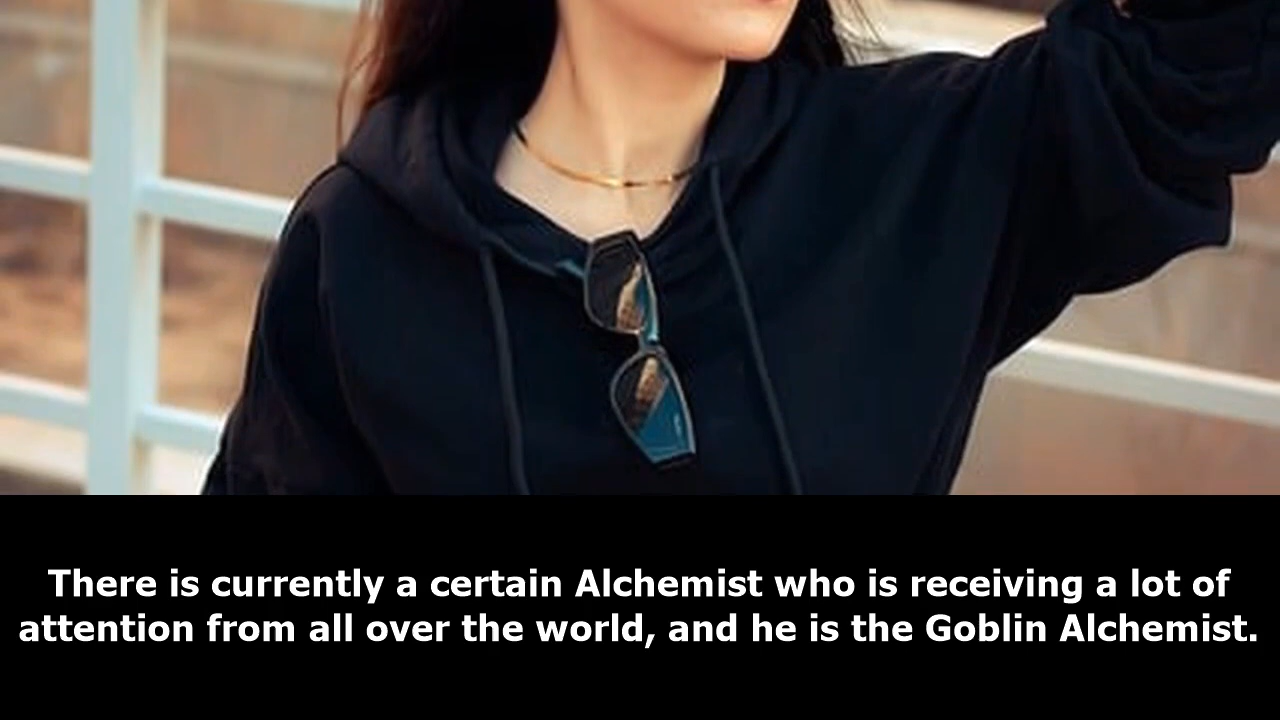 There is currently a certain Alchemist who is receiving a lot of
attention from all over the world, and he is the Goblin Alchemist.